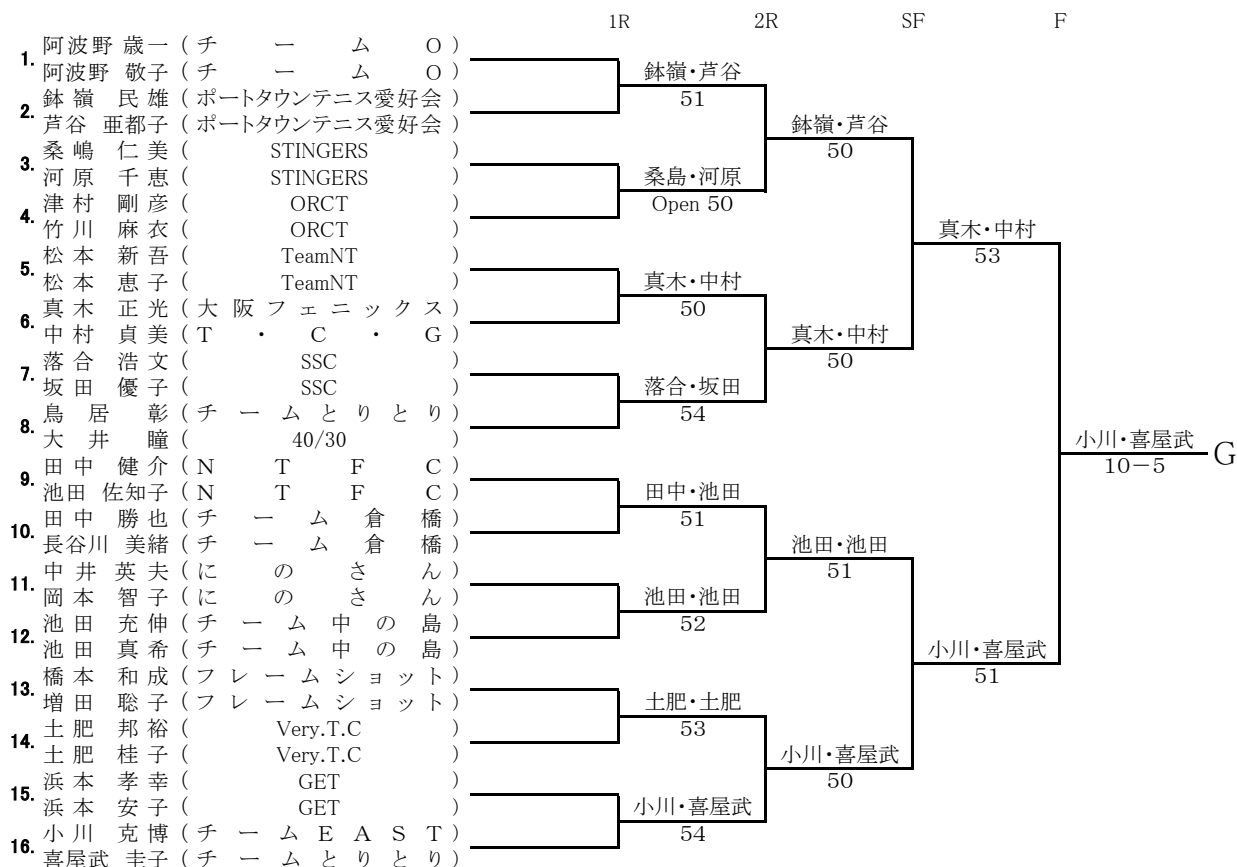 1R 2R SF F
1. 阿波野 歳一 ( チ ー ム O )
阿波野 敬子 ( チ ー ム O )
2. 鉢嶺 民雄 ( ポートタウンテニス愛好会 )
芦谷 亜都子 ( ポートタウンテニス愛好会 )
3. 桑嶋 仁美 ( STINGERS )
河原 千恵 ( STINGERS )
4. 津村 剛彦 ( ORCT )
竹川 麻衣 ( ORCT )
5. 松本 新吾 ( TeamNT )
松本 恵子 ( TeamNT )
6. 真木 正光 ( 大阪フェニックス )
中村 貞美 ( T ・ C ・ G )
7. 落合 浩文 ( SSC )
坂田 優子 ( SSC )
8. 鳥居 彰 ( チームとりとり )
大井 瞳 ( 40/30 )
9. 田中 健介 ( N T F C )
池田 佐知子 ( N T F C )
10. 田中 勝也 ( チーム倉橋 )
長谷川 美緒 ( チーム倉橋 )
11. 中井 英夫 ( にのさん )
岡本 智子 ( にのさん )
12. 池田 充伸 ( チーム中の島 )
池田 真希 ( チーム中の島 )
13. 橋本 和成 ( フレームショット )
増田 聡子 ( フレームショット )
14. 土肥 邦裕 ( Very.T.C )
土肥 桂子 ( Very.T.C )
15. 浜本 孝幸 ( GET )
浜本 安子 ( GET )
16. 小川 克博 ( チームEAST )
喜屋武 圭子 ( チームとりとり )
鉢嶺・芦谷
51
桑島・河原
Open 50
真木・中村
50
落合・坂田
54
田中・池田
51
池田・池田
52
土肥・土肥
53
小川・喜屋武
54
鉢嶺・芦谷
50
真木・中村
50
池田・池田
51
小川・喜屋武
50
真木・中村
53
小川・喜屋武
51
小川・喜屋武
10-5
G